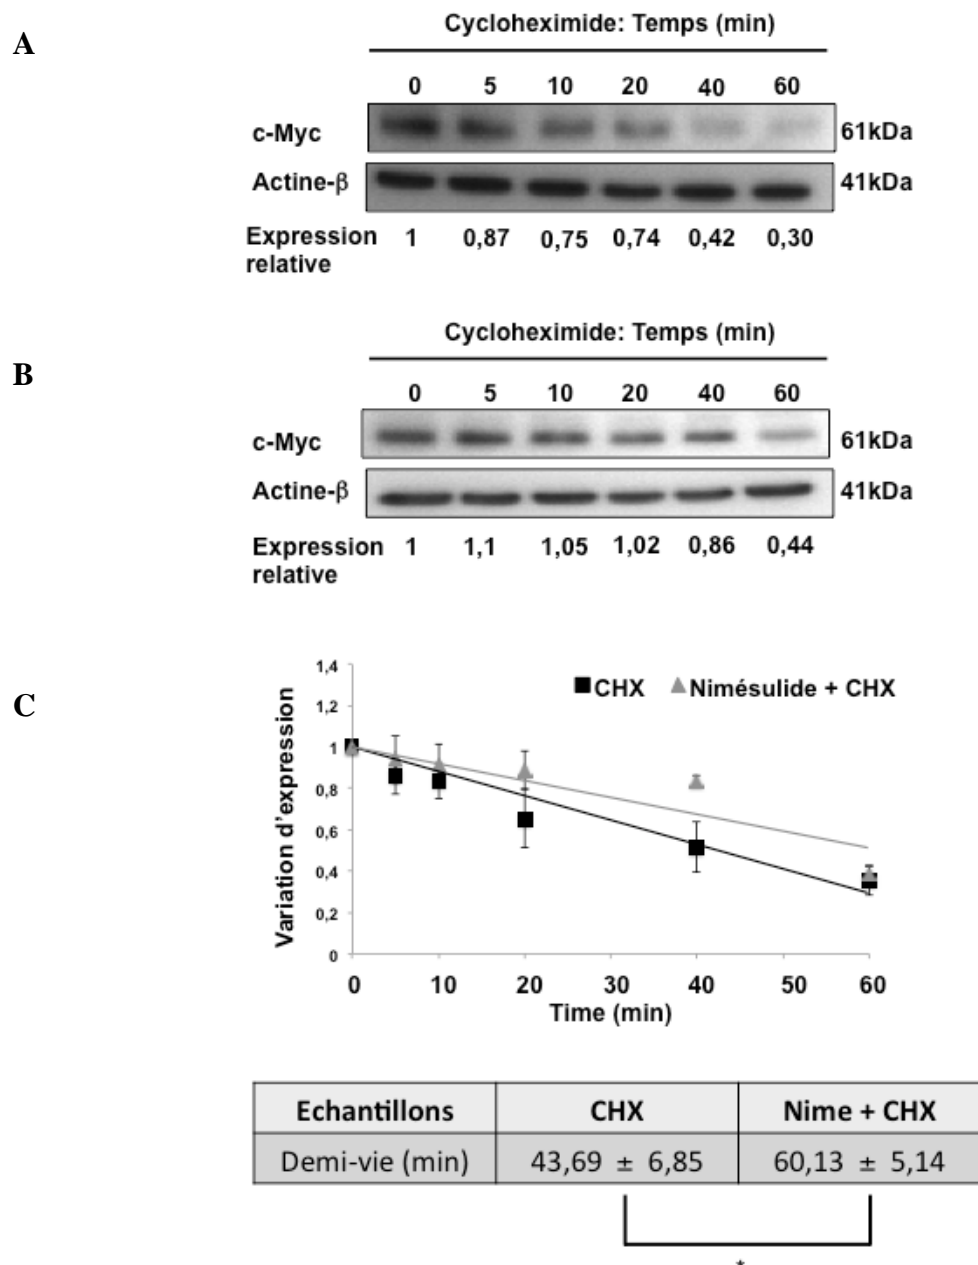 A
Cycloheximide: Temps (min)
0 5 10 20 40 60
c-Myc 61kDa
Actine-β 41kDa
Expression relative 1 0,87 0,75 0,74 0,42 0,30
B
Cycloheximide: Temps (min)
0 5 10 20 40 60
c-Myc 61kDa
Actine-β 41kDa
Expression relative 1 1,1 1,05 1,02 0,86 0,44
C
Variation d'expression
1,4
1,2
1
0,8
0,6
0,4
0,2
0
CHX Nimésulide + CHX
0 10 20 30 40 50 60
Time (min)
Echantillons CHX Nime + CHX
Demi-vie (min) 43,69 ± 6,85 60,13 ± 5,14
*